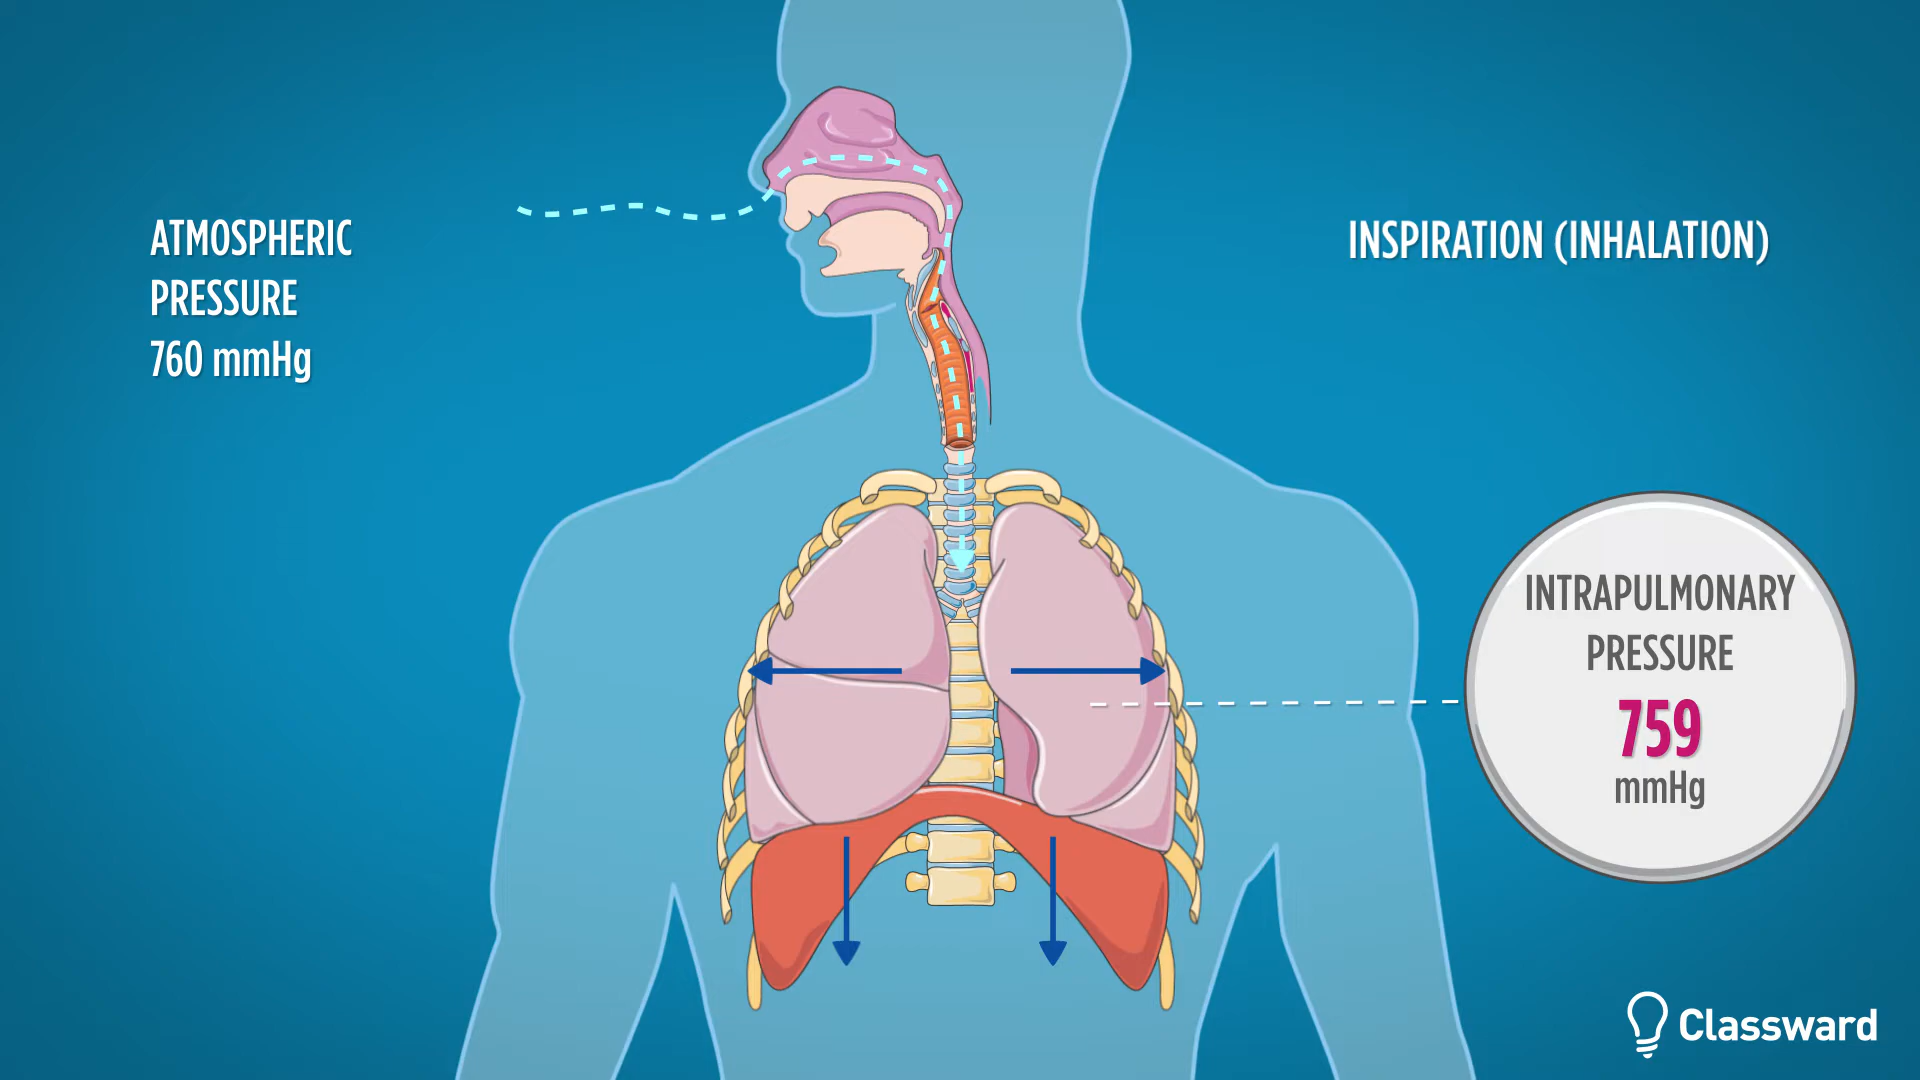 ATMOSPHERIC
PRESSURE
760 mmHg
INSPIRATION (INHALATION)
INTRAPULMONARY
PRESSURE
759
mmHg
Classward